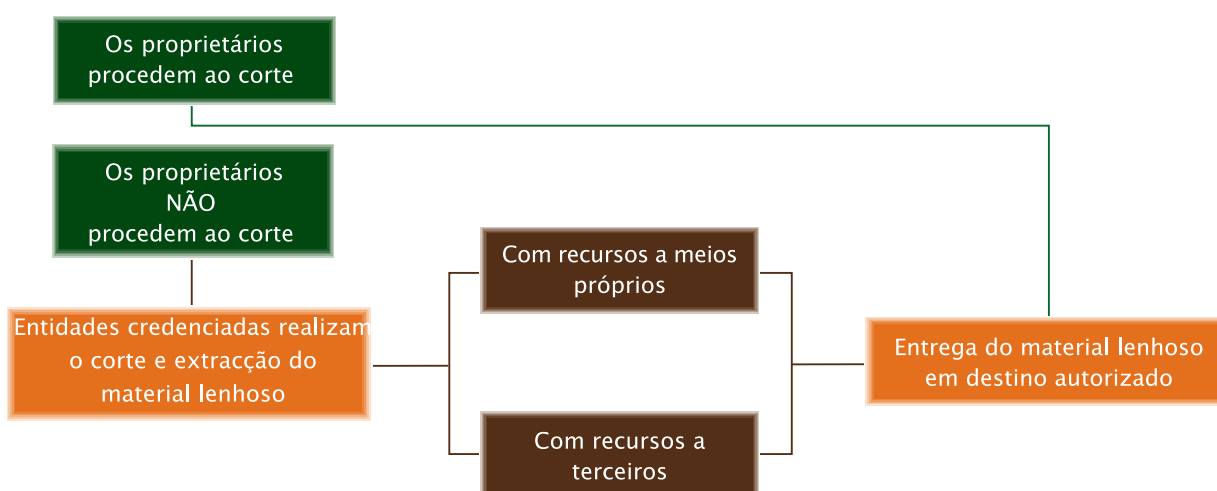 Os proprietários
procedem ao corte
Os proprietários
NÃO
procedem ao corte
Com recursos a meios
próprios
Entidades credenciadas realizam
o corte e extracção do
material lenhoso
Entrega do material lenhoso
em destino autorizado
Com recursos a
terceiros